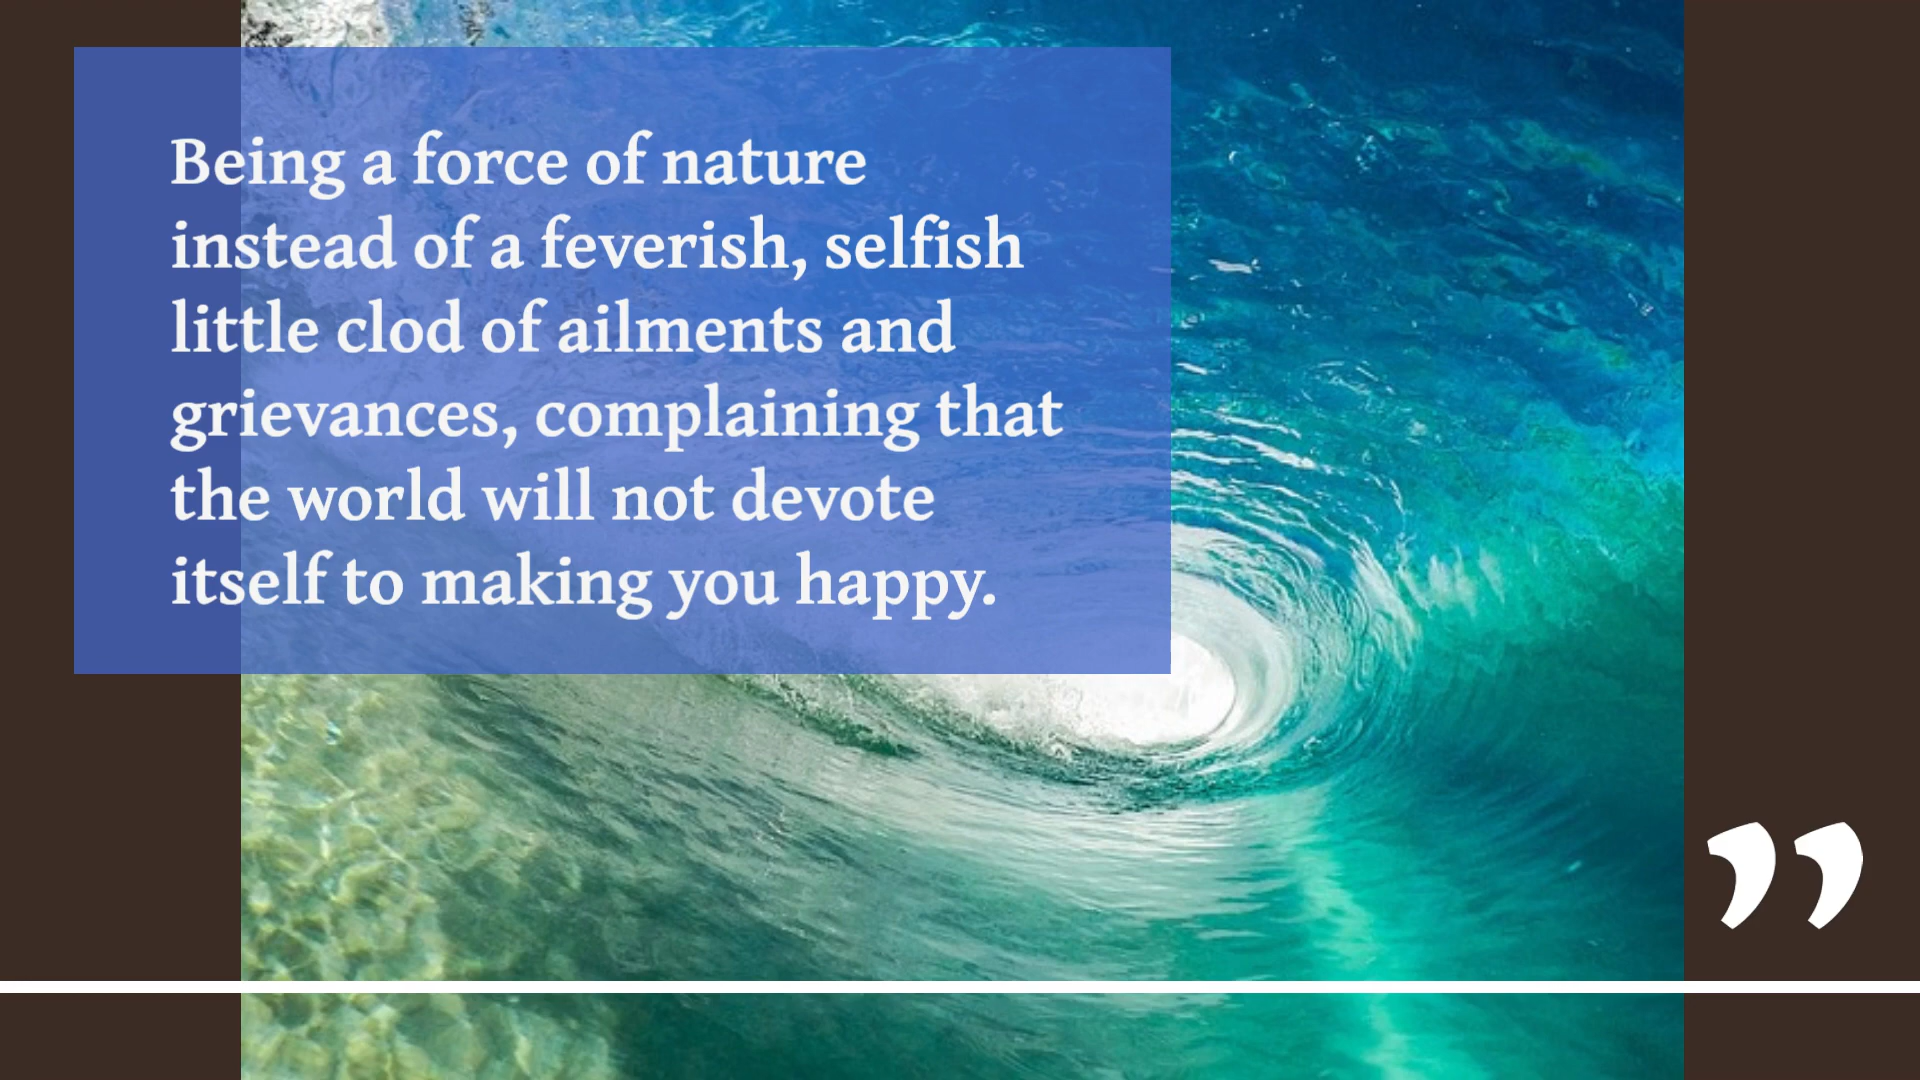 Being a force of nature
instead of a feverish, selfish
little clod of ailments and
grievances, complaining that
the world will not devote
itself to making you happy.
”